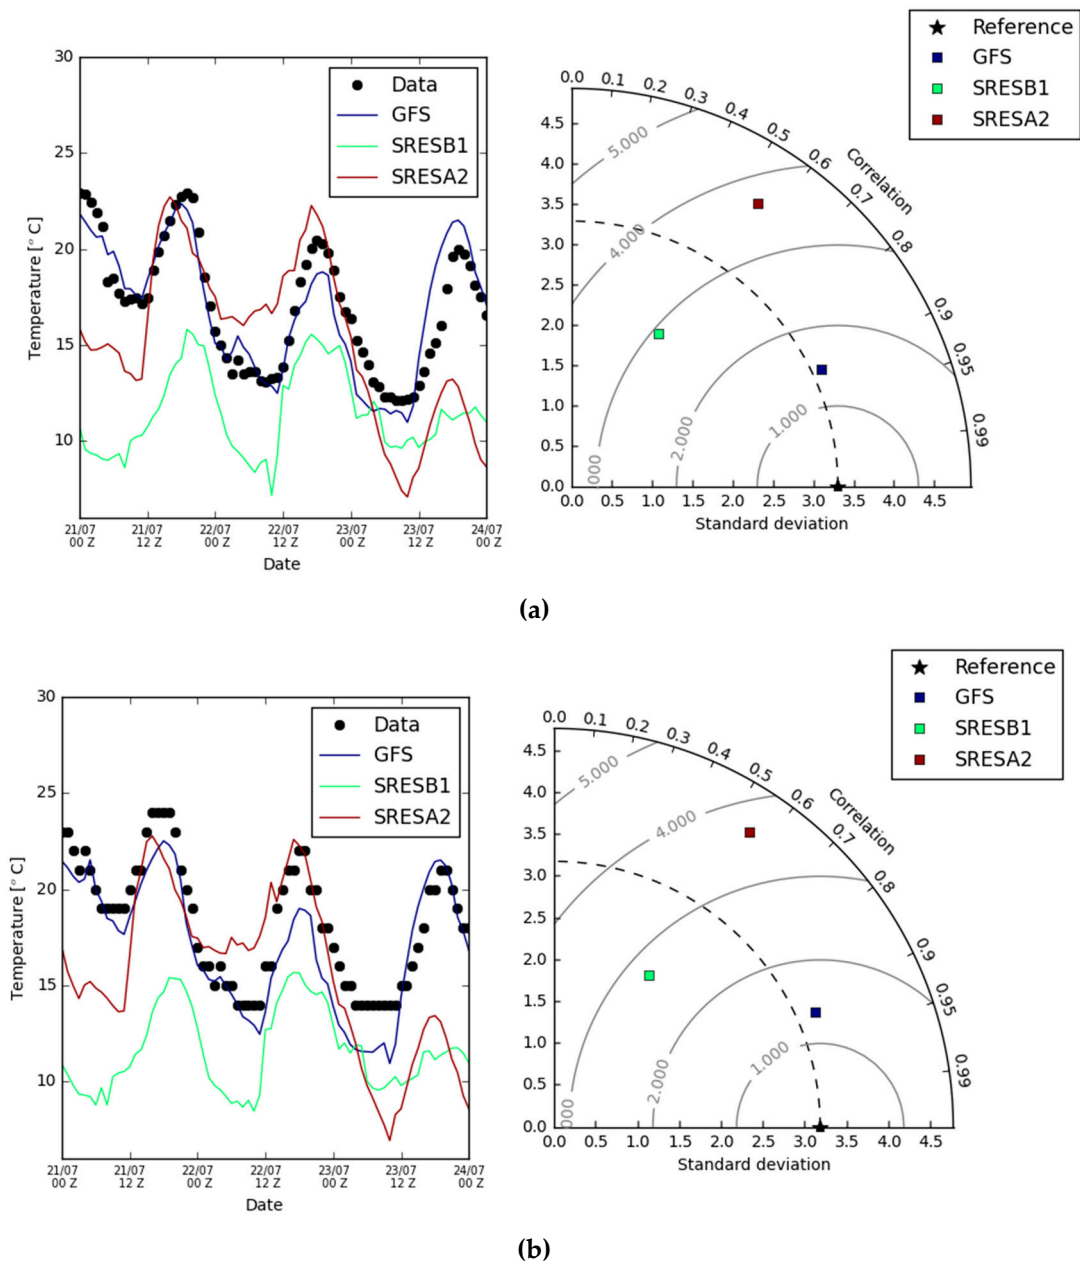 30
25
20
15
10
Temperature [° C]
Data
GFS
SRESB1
SRESA2
21/07 21/07 22/07 22/07 23/07 23/07 24/07
00 Z 12 Z 00 Z 12 Z 00 Z 12 Z 00 Z
Date
Reference
GFS
SRESB1
SRESA2
0.0 0.1 0.2 0.3 0.4 0.5 0.6 0.7 0.8 0.9 0.95 0.99
Correlation
4.5
4.0
3.5
3.0
2.5
2.0
1.5
1.0
0.5
0.0
5.000
4.000
000
2.000
1.000
0.0 0.5 1.0 1.5 2.0 2.5 3.0 3.5 4.0 4.5
Standard deviation
(a)
30
25
20
15
10
Temperature [° C]
Data
GFS
SRESB1
SRESA2
21/07 21/07 22/07 22/07 23/07 23/07 24/07
00 Z 12 Z 00 Z 12 Z 00 Z 12 Z 00 Z
Date
Reference
GFS
SRESB1
SRESA2
0.0 0.1 0.2 0.3 0.4 0.5 0.6 0.7 0.8 0.9 0.95 0.99
Correlation
4.5
4.0
3.5
3.0
2.5
2.0
1.5
1.0
0.5
0.0
5.000
4.000
000
2.000
1.000
0.0 0.5 1.0 1.5 2.0 2.5 3.0 3.5 4.0 4.5
Standard deviation
(b)